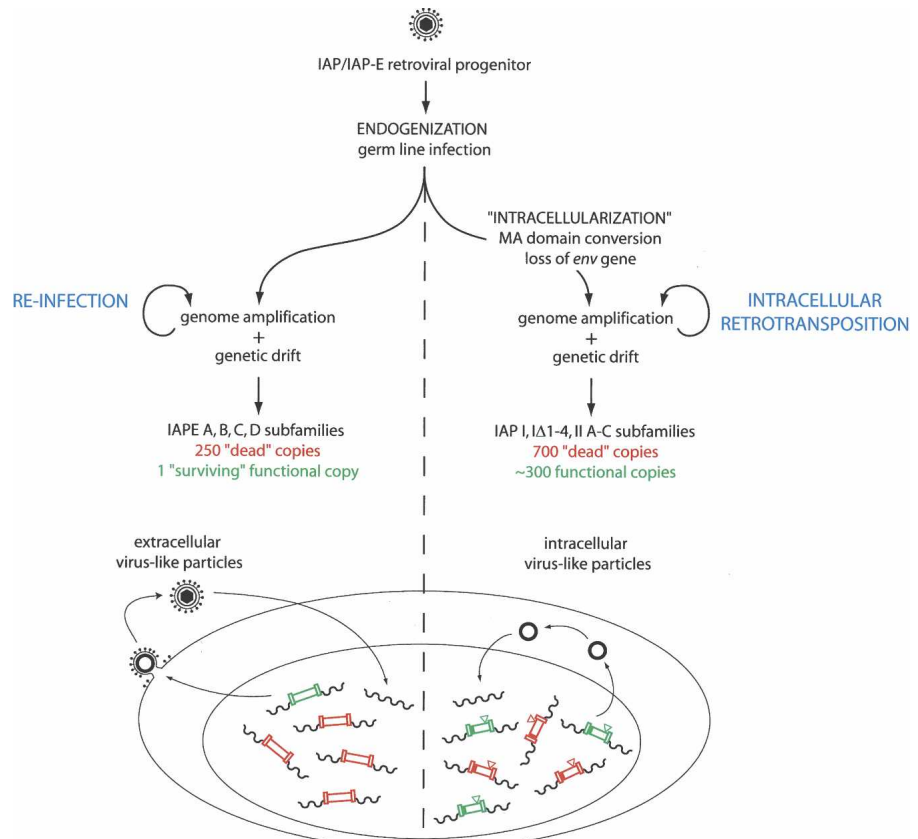 IAP/IAP-E retroviral progenitor
ENDOGENIZATION
germ line infection
"INTRACELLULARIZATION"
MA domain conversion
loss of env gene
RE-INFECTION
genome amplification
+
genetic drift
IAPE A, B, C, D subfamilies
250 "dead" copies
1 "surviving" functional copy
INTRACELLULAR
RETROTRANSPOSITION
genome amplification
+
genetic drift
IAP I, IΔ1-4, II A-C subfamilies
700 "dead" copies
~300 functional copies
extracellular
virus-like particles
intracellular
virus-like particles